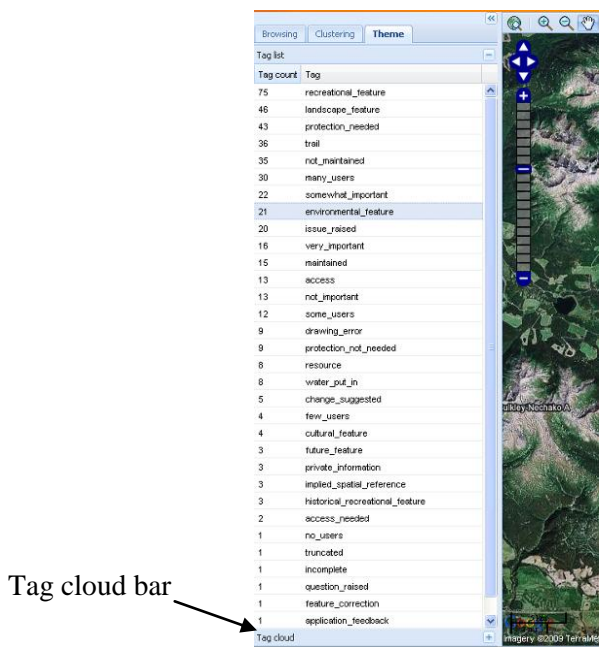 Browsing Clustering Theme
Tag list
Tag count Tag
75 recreational_feature
46 landscape_feature
43 protection_needed
36 trail
35 not_maintained
30 many_users
22 somewhat_important
21 environmental_feature
20 issue_raised
16 very_important
15 maintained
13 access
13 not_important
12 some_users
9 drawing_error
9 protection_not_needed
8 resource
8 water_put_in
5 change_suggested
4 few_users
4 cultural_feature
3 future_feature
3 private_information
3 implied_spatial_reference
3 historical_recreational_feature
2 access_needed
1 no_users
1 truncated
1 incomplete
1 question_raised
1 feature_correction
1 application_feedback
Tag cloud
Tag cloud bar
ulkley-Nechako A
Imagery ©2009 TerraMe